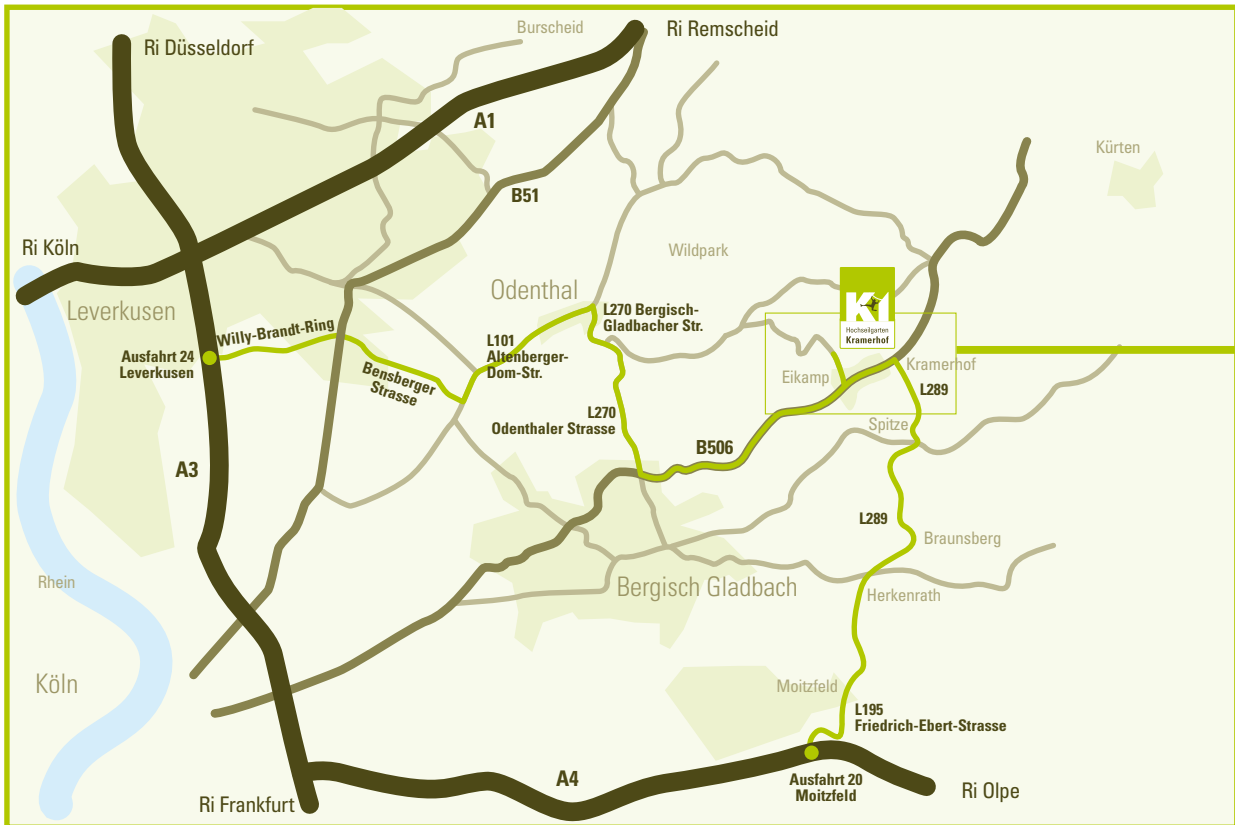 Burscheid
Ri Remscheid
Ri Düsseldorf
A1
Kürten
B51
Ri Köln
Wildpark
Odenthal
Leverkusen
L270 Bergisch-
Gladbacher Str.
Hochseilgarten
Kramerhof
Willy-Brandt-Ring
L101
Altenberger-
Dom-Str.
Ausfahrt 24
Leverkusen
Bensberger
Strasse
Eikamp
Kramerhof
L289
L270
Odenthaler Strasse
Spitze
B506
A3
L289
Braunsberg
Rhein
Bergisch Gladbach
Herkenrath
Köln
Moitzfeld
L195
Friedrich-Ebert-Strasse
A4
Ausfahrt 20
Moitzfeld
Ri Olpe
Ri Frankfurt